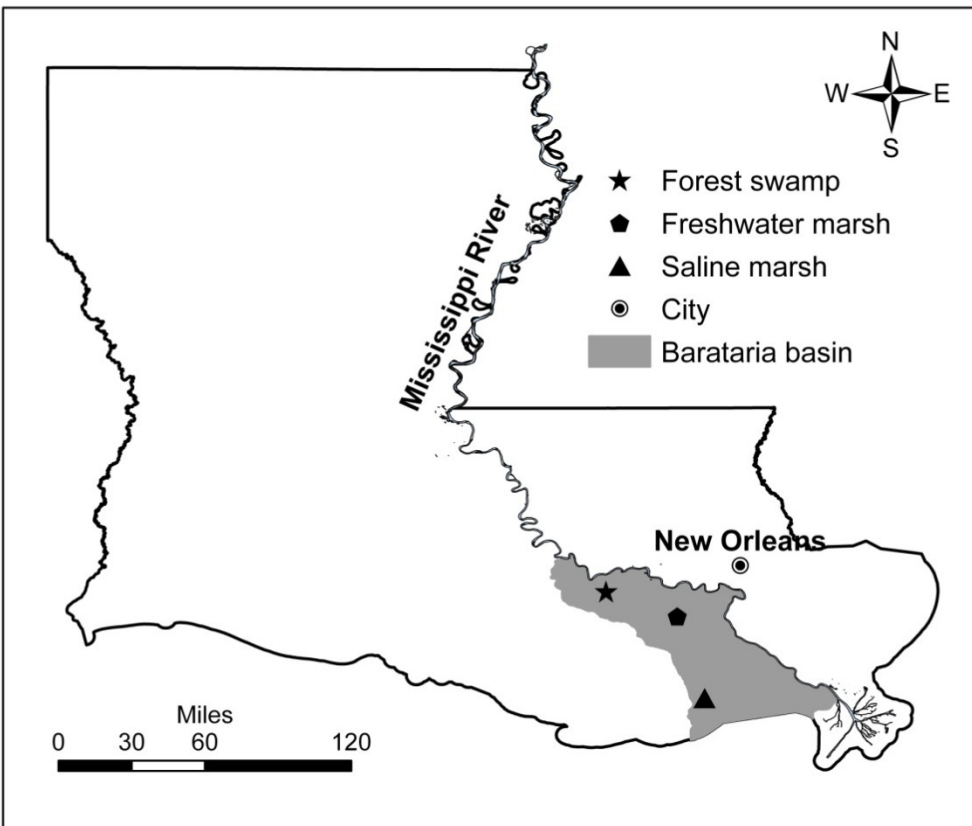 N
W E
S
Forest swamp
Freshwater marsh
Saline marsh
City
Barataria basin
Mississippi River
New Orleans
Miles
0 30 60 120